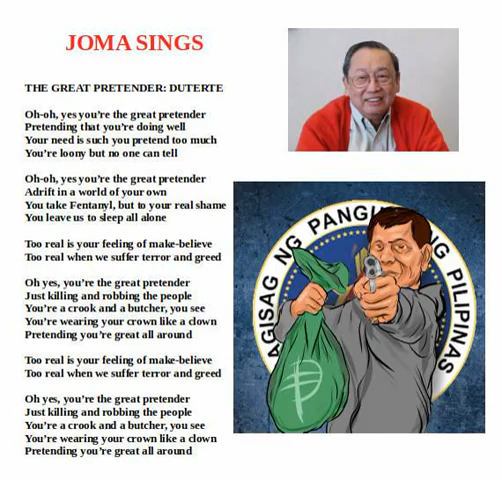 JOMA SINGS
THE GREAT PRETENDER: DUTERTE
Oh-oh, yes you're the great pretender
Pretending that you're doing well
Your need is such you pretend too much
You're loony but no one can tell
Oh-oh, yes you're the great pretender
Adrift in a world of your own
You take Fentanyl, but to your real shame
You leave us to sleep all alone
Too real is your feeling of make-believe
Too real when we suffer terror and greed
Oh yes, you're the great pretender
Just killing and robbing the people
You're a crook and a butcher, you see
You're wearing your crown like a clown
Pretending you're great all around
Too real is your feeling of make-believe
Too real when we suffer terror and greed
Oh yes, you're the great pretender
Just killing and robbing the people
You're a crook and a butcher, you see
You're wearing your crown like a clown
Pretending you're great all around
AGISAG NG PANGU NG PILIPINAS